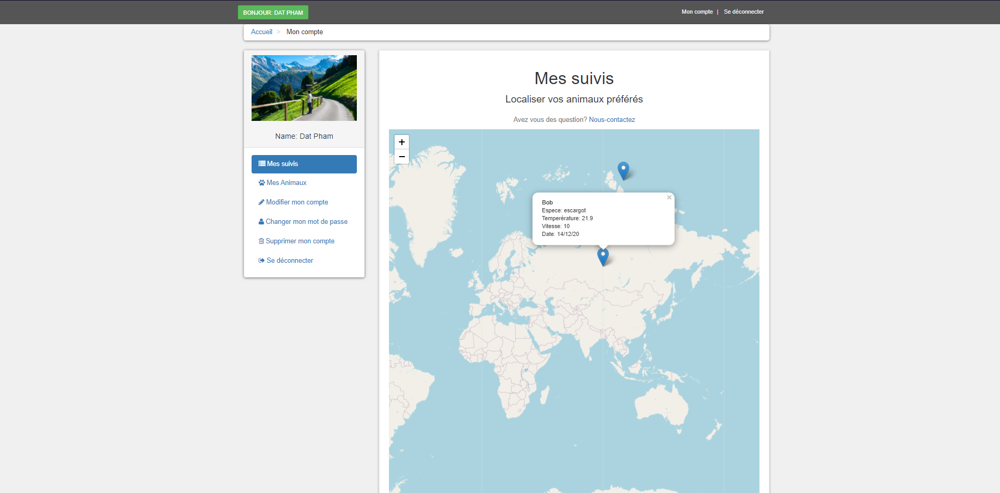 BONJOUR: DAT PHAM
Mon compte | Se déconnecter
Accueil > Mon compte
Name: Dat Pham
Mes suivis
Mes Animaux
Modifier mon compte
Changer mon mot de passe
Supprimer mon compte
Se déconnecter
Mes suivis
Localiser vos animaux préférés
Avez vous des question? Nous-contactez
+
−
×
Bob
Espece: escargot
Temperérature: 21.9
Vitesse: 10
Date: 14/12/20